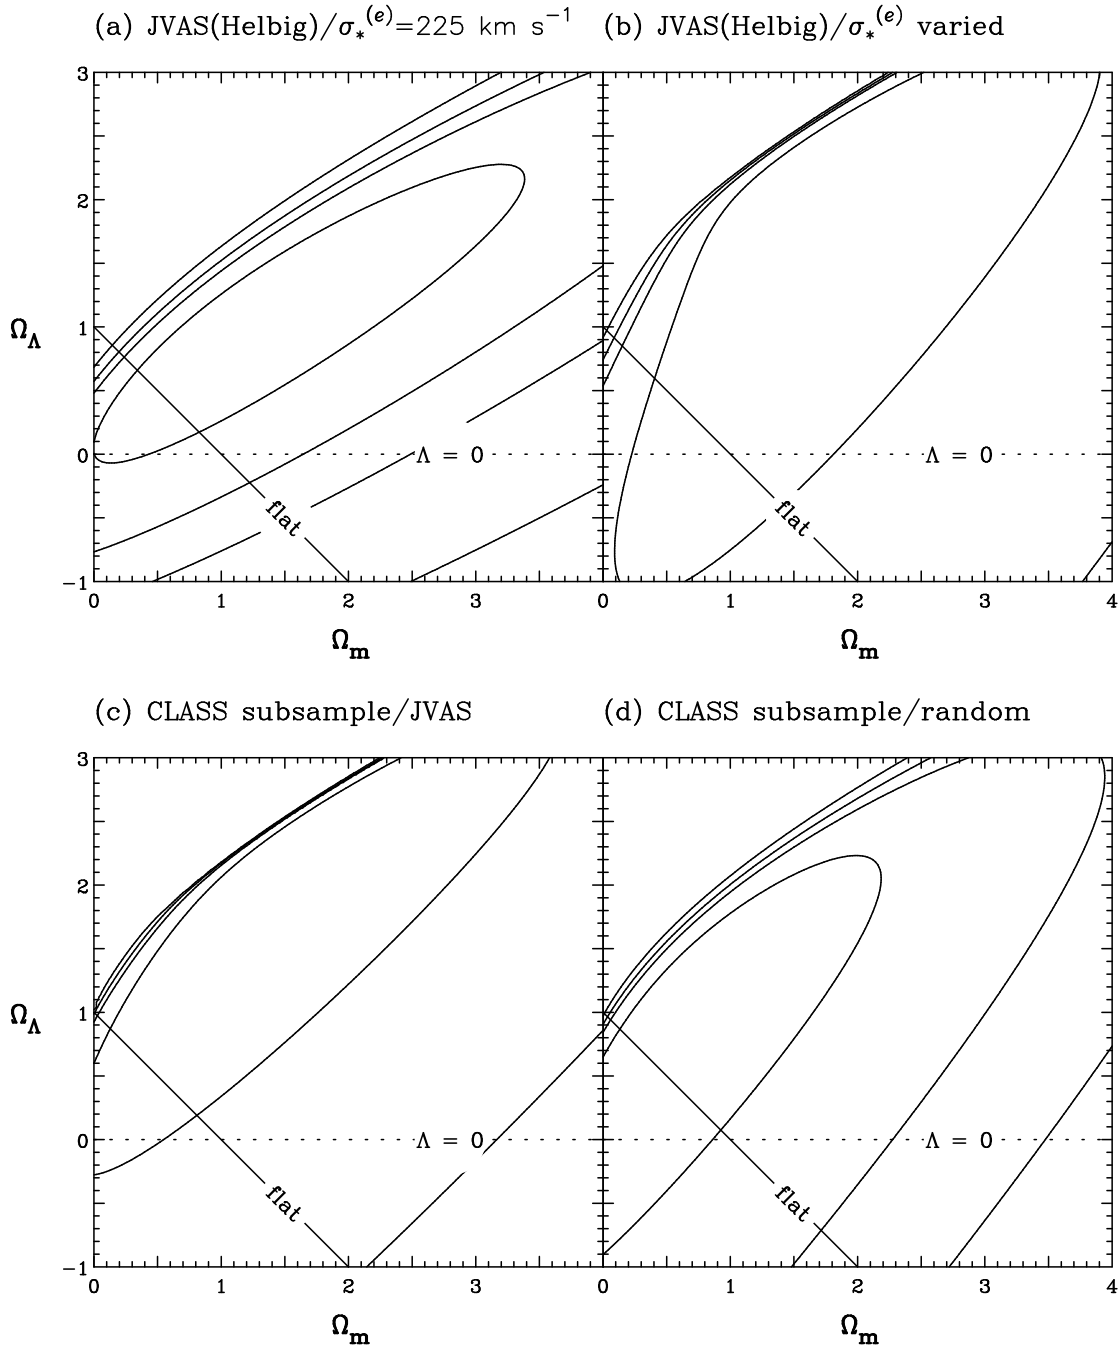 (a) JVAS(Helbig)/σ*(e)=225 km s−1
(b) JVAS(Helbig)/σ*(e) varied
3
2
ΩΛ
1
0
Λ = 0
Λ = 0
flat
flat
−1
0 1 2 3
0 1 2 3 4
Ωm
Ωm
(c) CLASS subsample/JVAS
(d) CLASS subsample/random
3
2
ΩΛ
1
0
Λ = 0
Λ = 0
flat
flat
−1
0 1 2 3
0 1 2 3 4
Ωm
Ωm